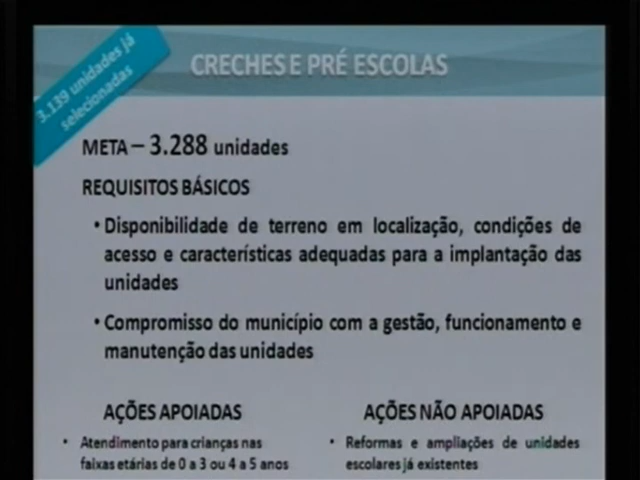 3.139 unidades já
selecionadas
CRECHES E PRÉ ESCOLAS
META – 3.288 unidades
REQUISITOS BÁSICOS
• Disponibilidade de terreno em localização, condições de
acesso e características adequadas para a implantação das
unidades
• Compromisso do município com a gestão, funcionamento e
manutenção das unidades
AÇÕES APOIADAS
• Atendimento para crianças nas
faixas etárias de 0 a 3 ou 4 a 5 anos
AÇÕES NÃO APOIADAS
• Reformas e ampliações de unidades
escolares já existentes